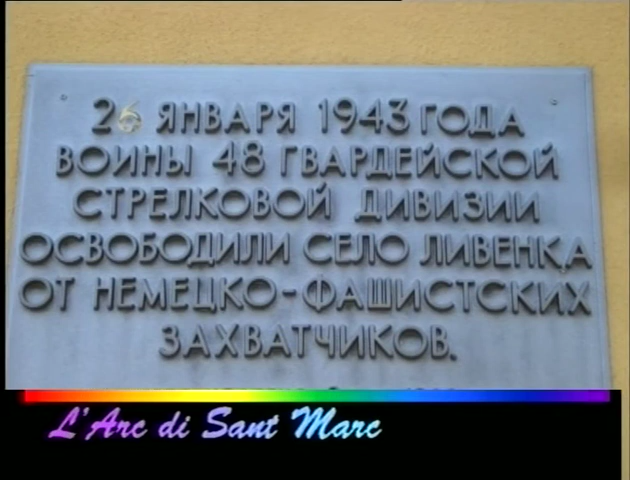 26 ЯНВАРЯ 1943 ГОДА
ВОИНЫ 48 ГВАРДЕЙСКОЙ
СТРЕЛКОВОЙ ДИВИЗИИ
ОСВОБОДИЛИ СЕЛО ЛИВЕНКА
ОТ НЕМЕЦКО-ФАШИСТСКИХ
ЗАХВАТЧИКОВ.
L'Arc di Sant Marc